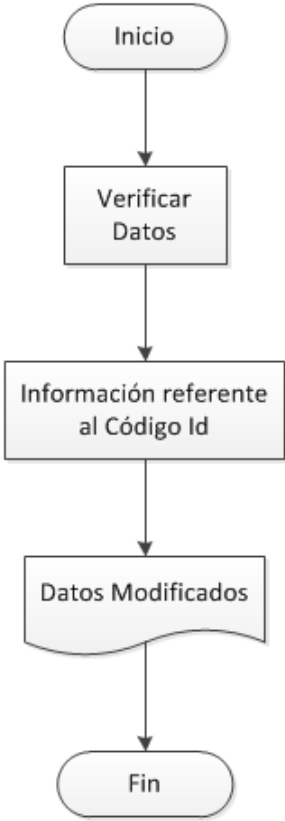 Inicio
Verificar
Datos
Información referente
al Código Id
Datos Modificados
Fin